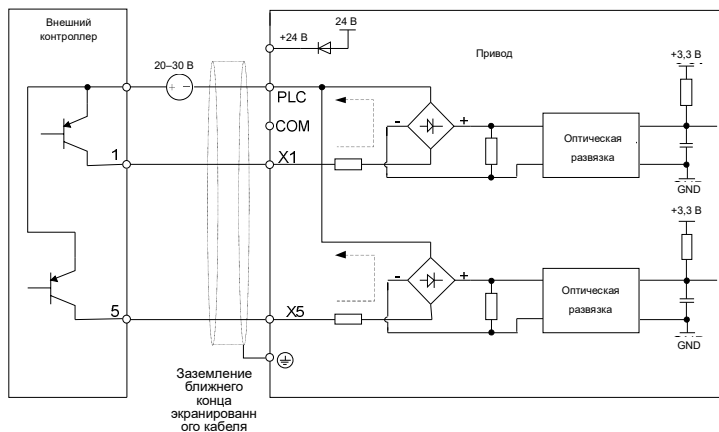 Внешний
контроллер
20–30 В
+
-
1
5
24 В
+24 В
Привод
PLC
COM
X1
X5
-
+
Оптическая
развязка
+3,3 В
GND
-
+
Оптическая
развязка
+3,3 В
GND
Заземление
ближнего
конца
экранированн
ого кабеля